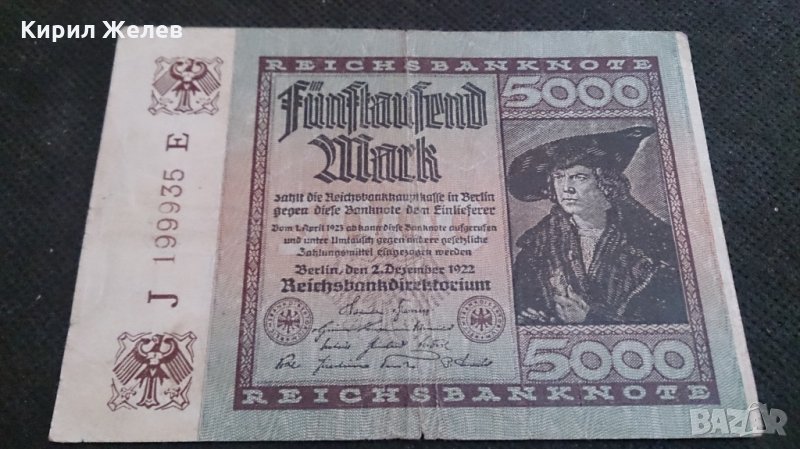 Кирил Желев
REICHSBANKNOTE
5000
Fünftausend
Mark
zahlt die Reichsbankhauptkasse in Berlin
gegen diese Banknote dem Einlieferer
Vom 1. April 1923 ab kann diese Banknote aufgerufen
und unter Umtausch gegen andere gesetzliche
Zahlungsmittel eingezogen werden
Berlin, den 2. Dezember 1922
Reichsbankdirektorium
5000
REICHSBANKNOTE
J 199935 E
BAZAR